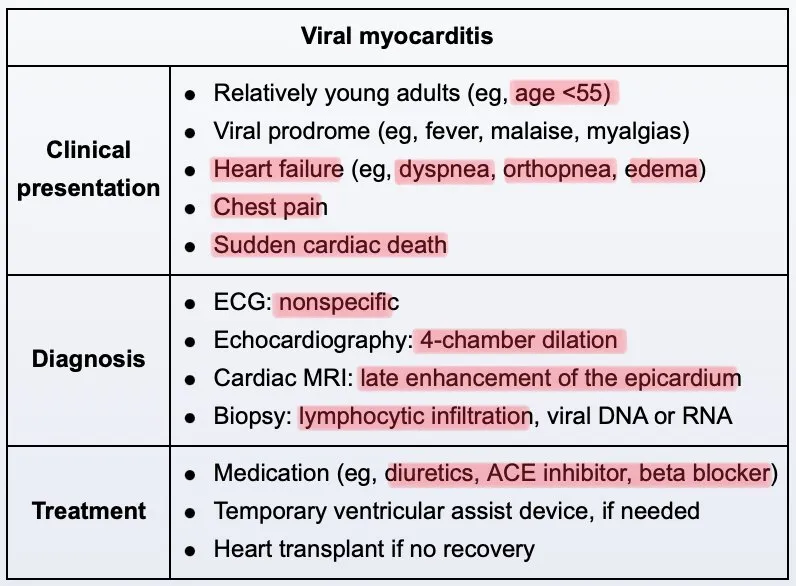 Viral myocarditis
Clinical
presentation
• Relatively young adults (eg, age <55)
• Viral prodrome (eg, fever, malaise, myalgias)
• Heart failure (eg, dyspnea, orthopnea, edema)
• Chest pain
• Sudden cardiac death
Diagnosis
• ECG: nonspecific
• Echocardiography: 4-chamber dilation
• Cardiac MRI: late enhancement of the epicardium
• Biopsy: lymphocytic infiltration, viral DNA or RNA
Treatment
• Medication (eg, diuretics, ACE inhibitor, beta blocker)
• Temporary ventricular assist device, if needed
• Heart transplant if no recovery